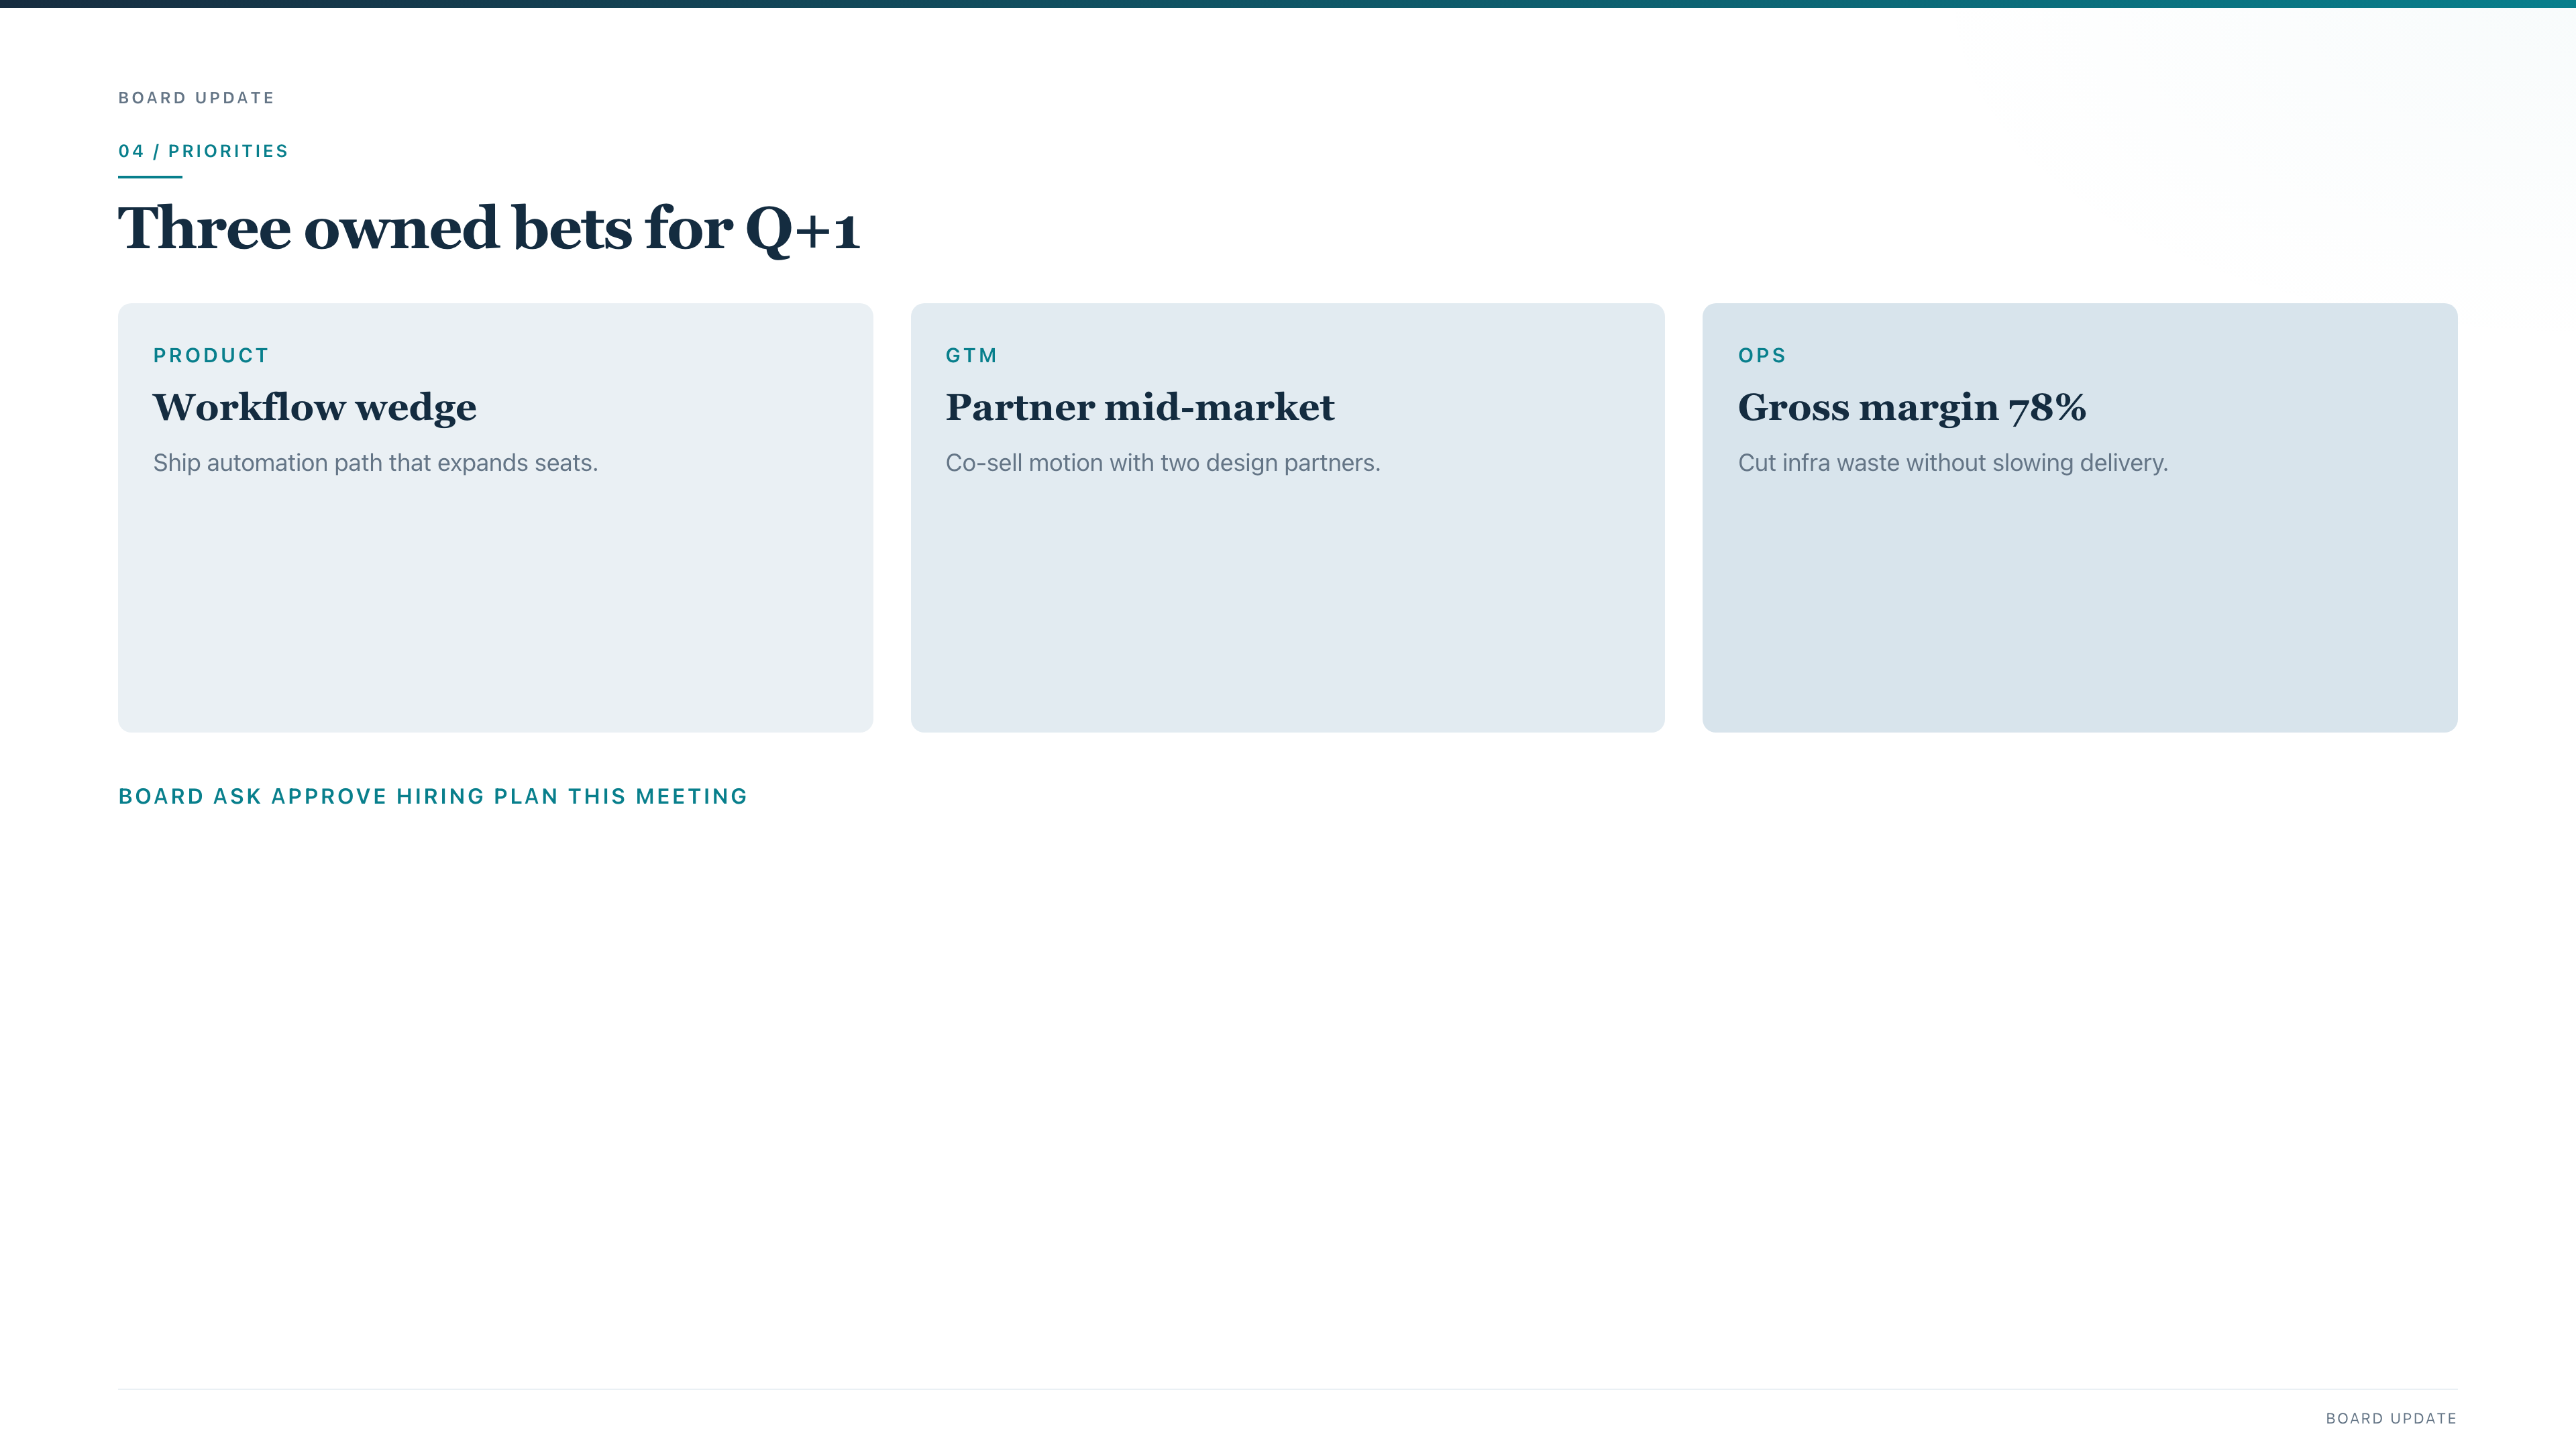 BOARD UPDATE
04 / PRIORITIES
Three owned bets for Q+1
PRODUCT
Workflow wedge
Ship automation path that expands seats.
GTM
Partner mid-market
Co-sell motion with two design partners.
OPS
Gross margin 78%
Cut infra waste without slowing delivery.
BOARD ASK APPROVE HIRING PLAN THIS MEETING
BOARD UPDATE